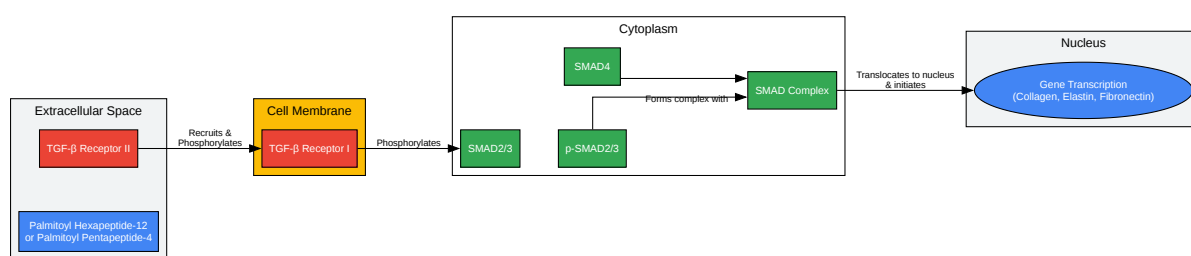 Extracellular Space
TGF-β Receptor II
Palmitoyl Hexapeptide-12
or Palmitoyl Pentapeptide-4
Recruits &
Phosphorylates
Cell Membrane
TGF-β Receptor I
Phosphorylates
Cytoplasm
SMAD4
SMAD2/3
p-SMAD2/3
Forms complex with
SMAD Complex
Translocates to nucleus
& initiates
Nucleus
Gene Transcription
(Collagen, Elastin, Fibronectin)